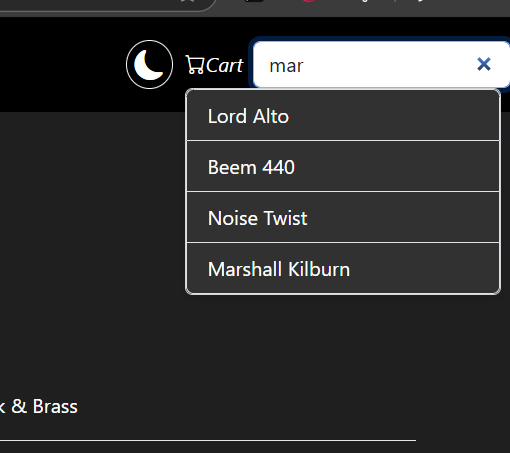 Cart
mar
Lord Alto
Beem 440
Noise Twist
Marshall Kilburn
& Brass